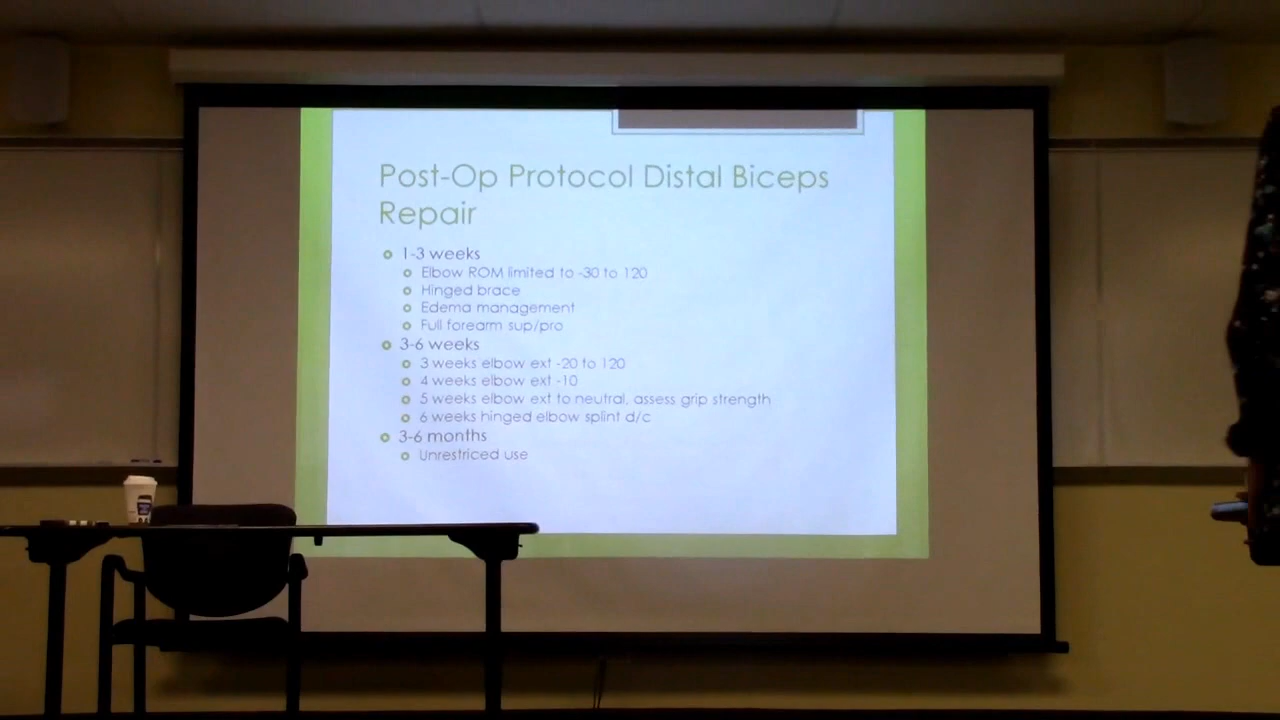 Post-Op Protocol Distal Biceps
Repair
1-3 weeks
Elbow ROM limited to -30 to 120
Hinged brace
Edema management
Full forearm sup/pro
3-6 weeks
3 weeks elbow ext -20 to 120
4 weeks elbow ext -10
5 weeks elbow ext to neutral, assess grip strength
6 weeks hinged elbow splint d/c
3-6 months
Unrestriced use